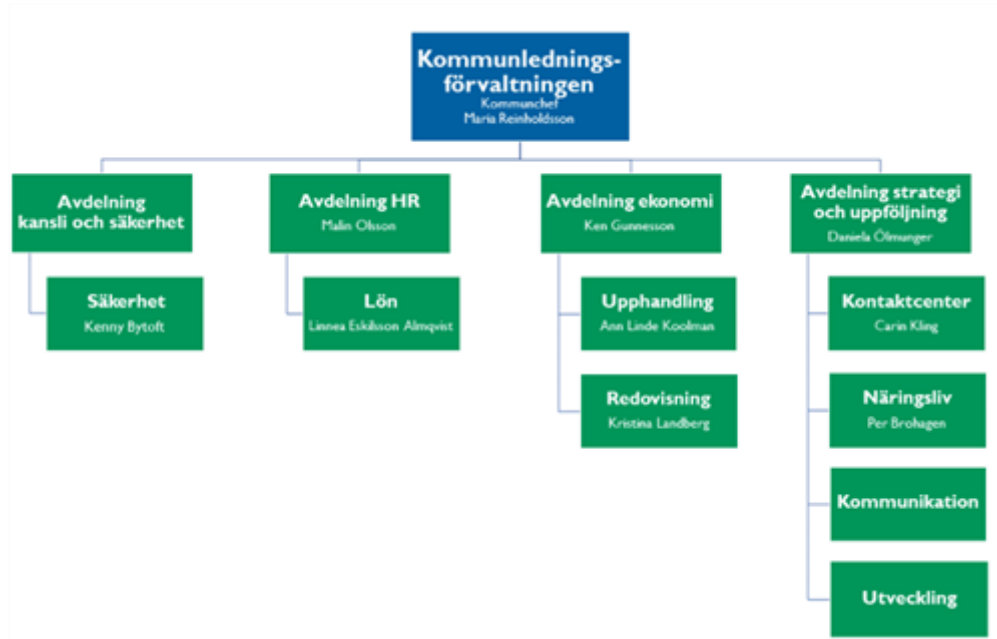 Kommunlednings-
förvaltningen
Kommunchef
Maria Reinholdsson
Avdelning
kansli och säkerhet
Säkerhet
Kenny Bytoft
Avdelning HR
Malin Olsson
Lön
Linnea Eskilsson Almqvist
Avdelning ekonomi
Ken Gunnesson
Upphandling
Ann Linde Koolman
Redovisning
Kristina Landberg
Avdelning strategi
och uppföljning
Daniela Ölmunger
Kontaktcenter
Carin Kling
Näringsliv
Per Brohagen
Kommunikation
Utveckling